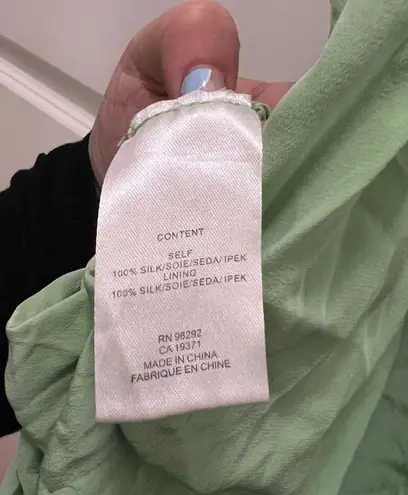 CONTENT
SELF
100% SILK/SOIE/SEDA/IPEK
LINING
100% SILK/SOIE/SEDA/IPEK
RN 98292
CA 19371
MADE IN CHINA
FABRIQUE EN CHINE